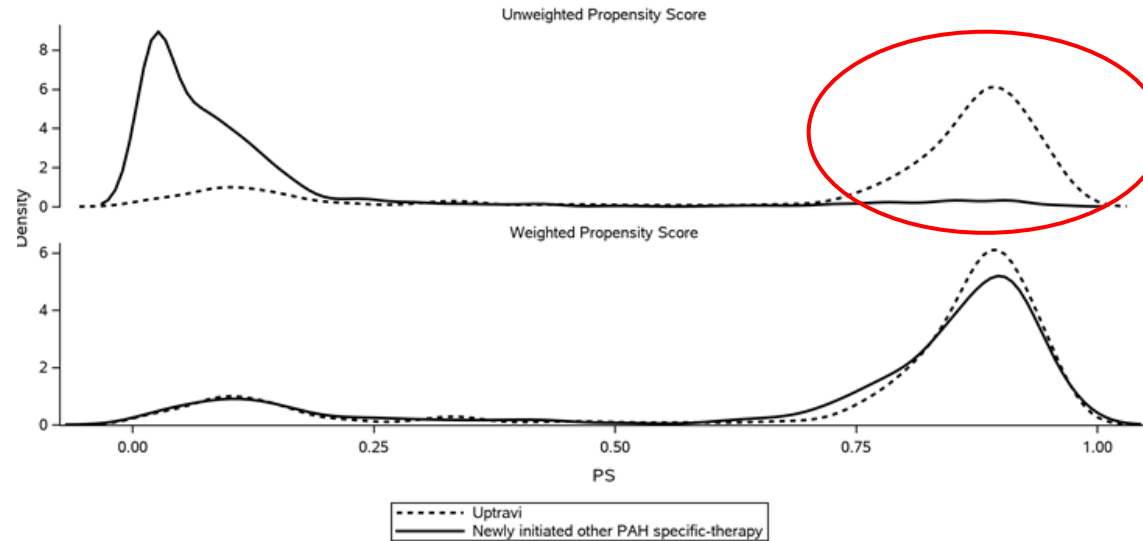 Unweighted Propensity Score
8
6
4
2
0
Density
Weighted Propensity Score
6
4
2
0
0.00 0.25 0.50 0.75 1.00
PS
Uptravi
Newly initiated other PAH specific-therapy